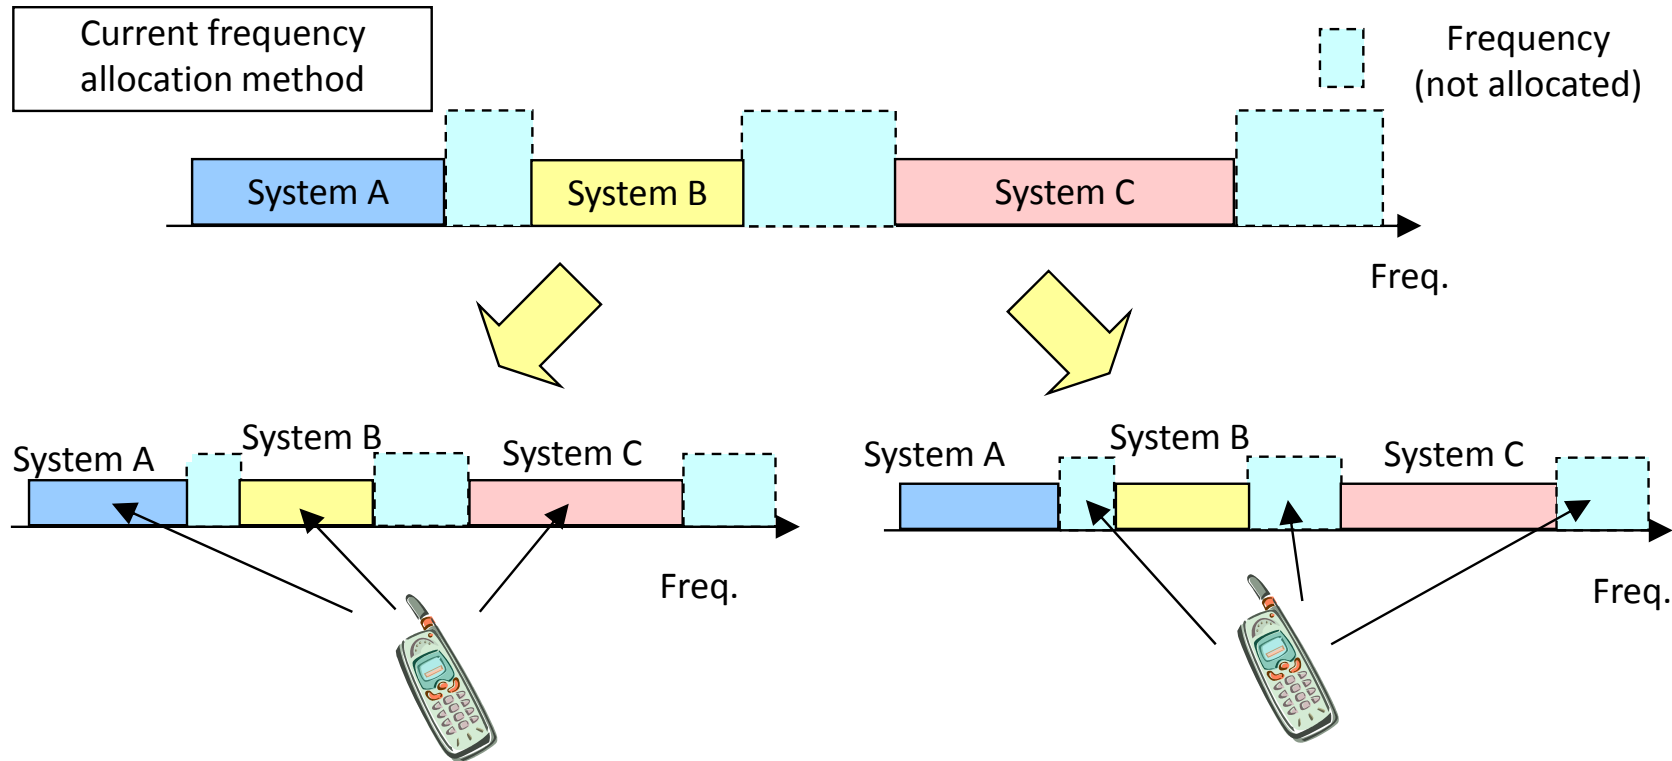 Current frequency
allocation method
Frequency
(not allocated)
System A
System B
System C
Freq.
System A
System B
System C
Freq.
System A
System B
System C
Freq.